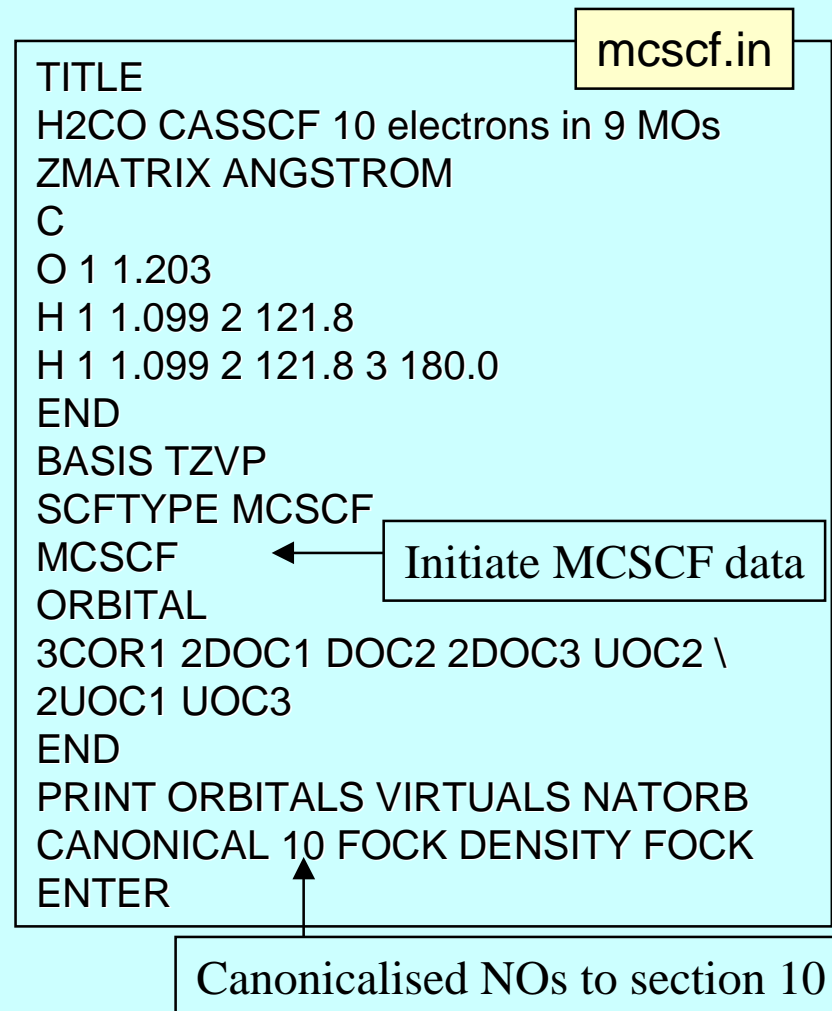 mcscf.in
TITLE
H2CO CASSCF 10 electrons in 9 MOs
ZMATRIX ANGSTROM
C
O 1 1.203
H 1 1.099 2 121.8
H 1 1.099 2 121.8 3 180.0
END
BASIS TZVP
SCFTYPE MCSCF
MCSCF
Initiate MCSCF data
ORBITAL
3COR1 2DOC1 DOC2 2DOC3 UOC2 \
2UOC1 UOC3
END
PRINT ORBITALS VIRTUALS NATORB
CANONICAL 10 FOCK DENSITY FOCK
ENTER
Canonicalised NOs to section 10